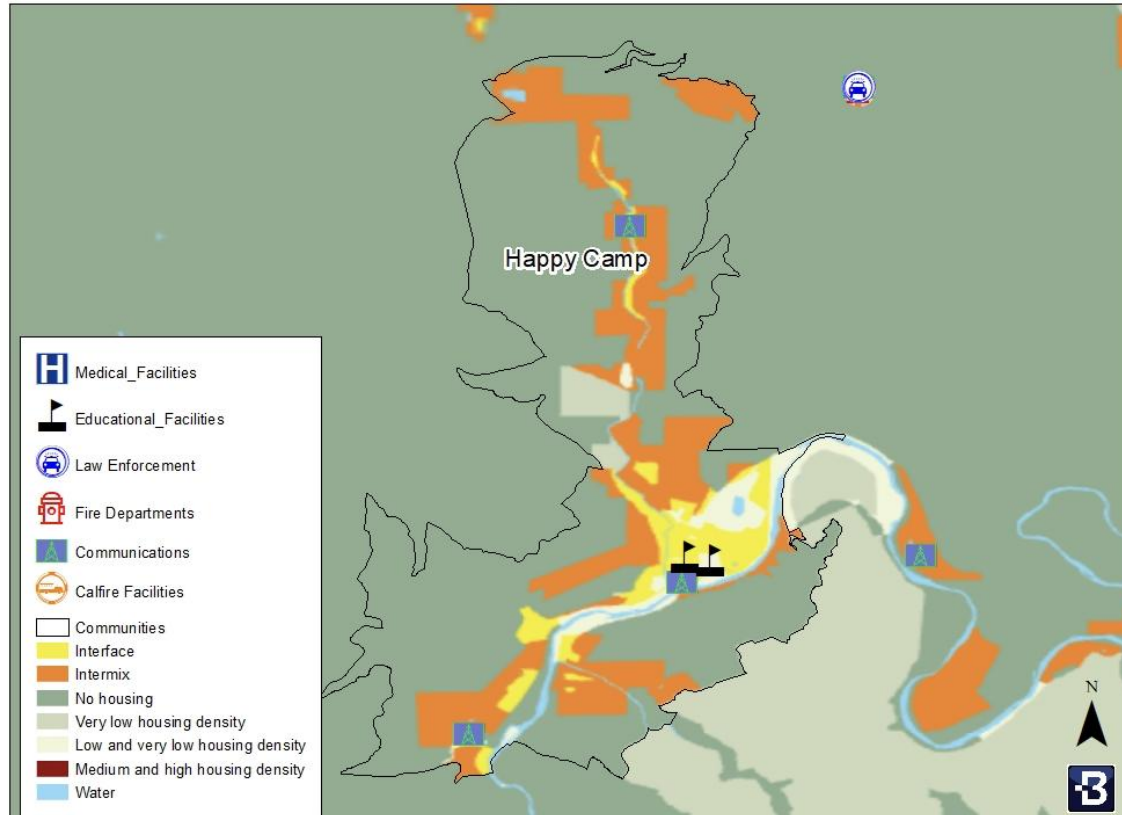 Happy Camp
H Medical_Facilities
Educational_Facilities
Law Enforcement
Fire Departments
Communications
Calfire Facilities
Communities
Interface
Intermix
No housing
Very low housing density
Low and very low housing density
Medium and high housing density
Water
N
B